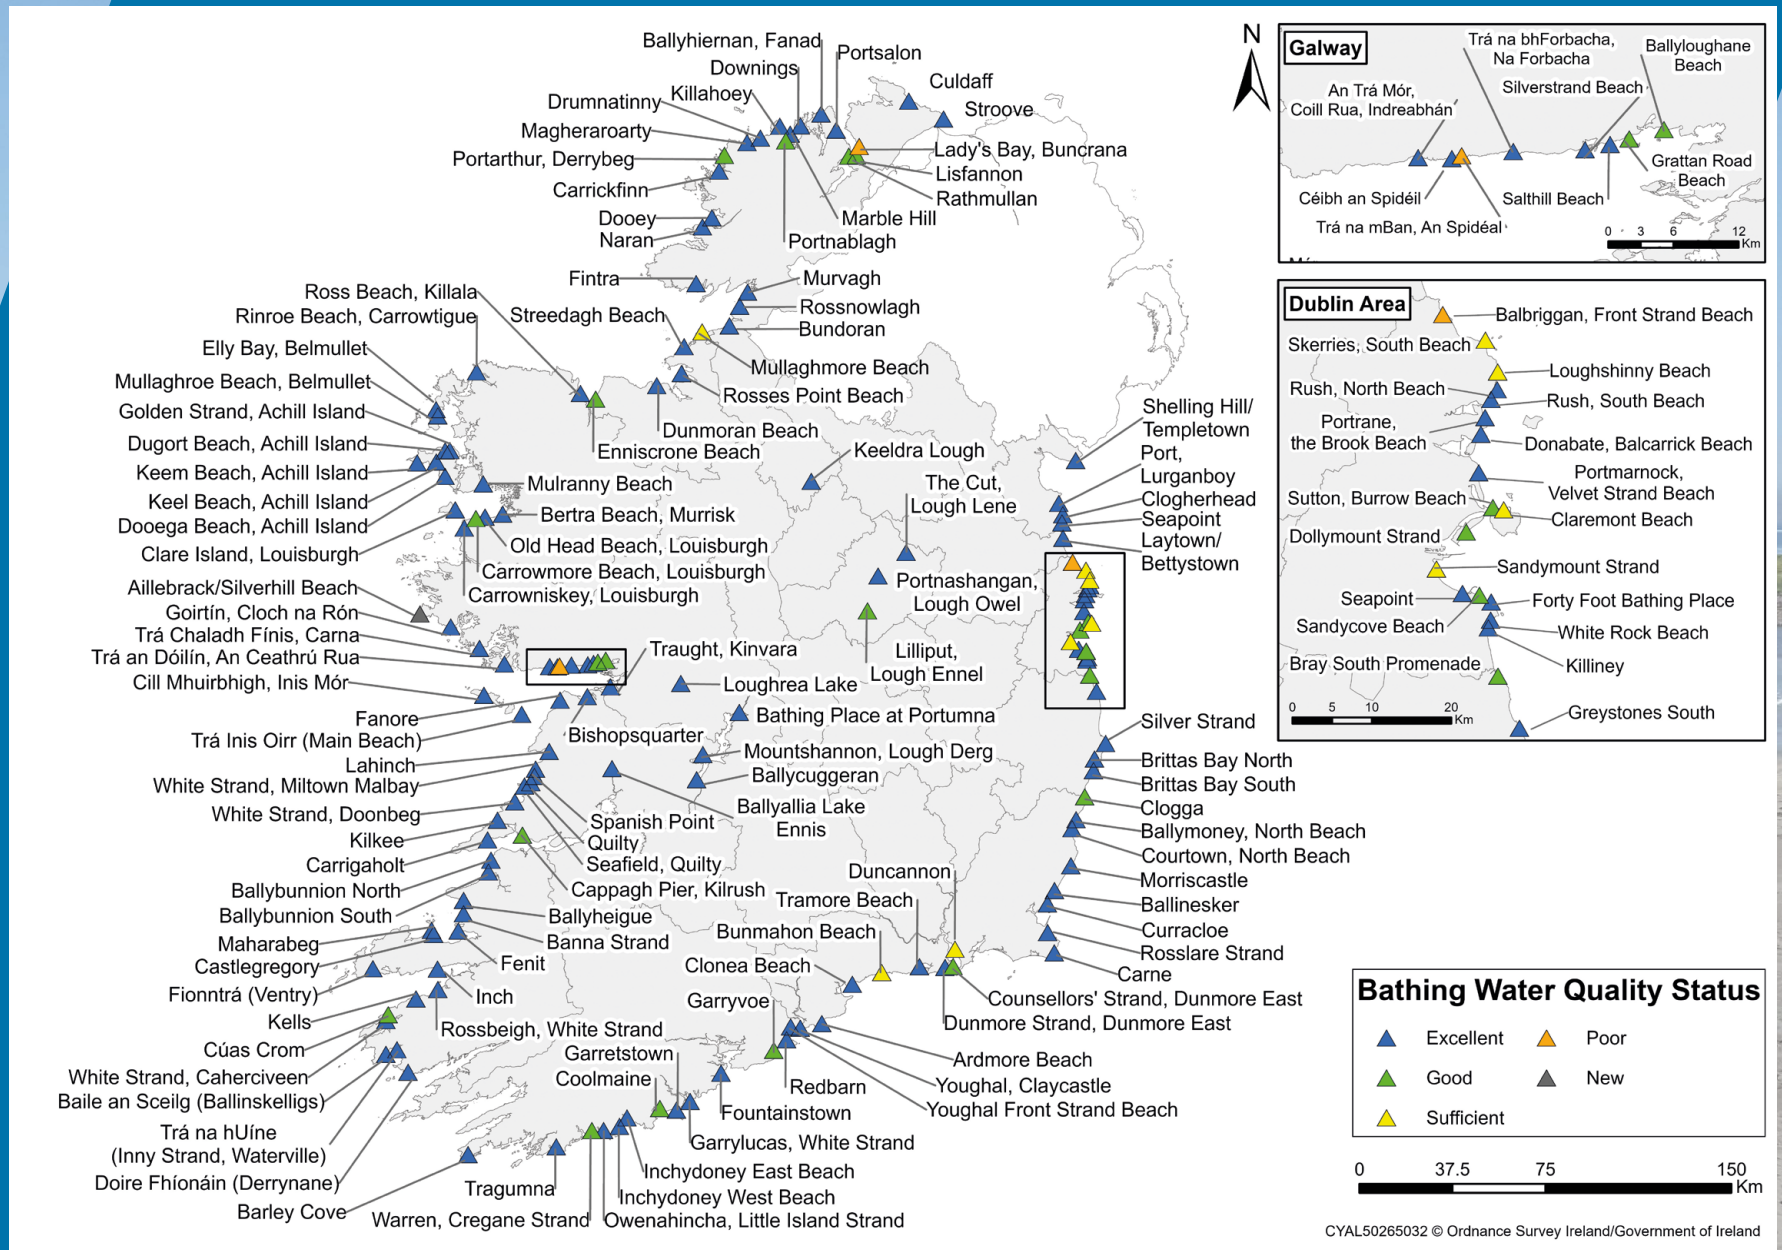 Ballyhiernan, Fanad
Portsalon
Downings
Culdaff
Killahoey
Stroove
Drumnatinny
Magheraroarty
Lady's Bay, Buncrana
Portarthur, Derrybeg
Lisfannon
Carrickfinn
Rathmullan
Dooey
Marble Hill
Naran
Portnablagh
Fintra
Murvagh
Ross Beach, Killala
Rossnowlagh
Rinroe Beach, Carrowtigue
Streedagh Beach
Bundoran
Elly Bay, Belmullet
Mullaghmore Beach
Mullaghroe Beach, Belmullet
Rosses Point Beach
Golden Strand, Achill Island
Dunmoran Beach
Dugort Beach, Achill Island
Enniscrone Beach
Keem Beach, Achill Island
Mulranny Beach
Keel Beach, Achill Island
Bertra Beach, Murrisk
Dooega Beach, Achill Island
Old Head Beach, Louisburgh
Clare Island, Louisburgh
Carrowmore Beach, Louisburgh
Aillebrack/Silverhill Beach
Carrowniskey, Louisburgh
Goirtín, Cloch na Rón
Trá Chaladh Fínis, Carna
Trá an Dóilín, An Ceathrú Rua
Cill Mhuirbhigh, Inis Mór
Keeldra Lough
The Cut,
Lough Lene
Portnashangan,
Lough Owel
Lilliput,
Lough Ennel
Shelling Hill/
Templetown
Port,
Lurganboy
Clogherhead
Seapoint
Laytown/
Bettystown
Traught, Kinvara
Loughrea Lake
Fanore
Bathing Place at Portumna
Trá Inis Oirr (Main Beach)
Bishopsquarter
Lahinch
Mountshannon, Lough Derg
White Strand, Miltown Malbay
Ballycuggeran
White Strand, Doonbeg
Ballyallia Lake
Ennis
Spanish Point
Kilkee
Quilty
Carrigaholt
Seafield, Quilty
Ballybunnion North
Cappagh Pier, Kilrush
Ballybunnion South
Ballyheigue
Maharabeg
Banna Strand
Castlegregory
Fenit
Fionntrá (Ventry)
Inch
Kells
Rossbeigh, White Strand
Cúas Crom
White Strand, Caherciveen
Baile an Sceilg (Ballinskelligs)
Trá na hUíne
(Inny Strand, Waterville)
Doire Fhíonáin (Derrynane)
Barley Cove
Silver Strand
Brittas Bay North
Brittas Bay South
Clogga
Ballymoney, North Beach
Courtown, North Beach
Morriscastle
Ballinesker
Curracloe
Rosslare Strand
Carne
Duncannon
Tramore Beach
Bunmahon Beach
Clonea Beach
Counsellors' Strand, Dunmore East
Garryvoe
Dunmore Strand, Dunmore East
Garretstown
Ardmore Beach
Coolmaine
Youghal, Claycastle
Redbarn
Youghal Front Strand Beach
Fountainstown
Garrylucas, White Strand
Inchydoney East Beach
Tragumna
Inchydoney West Beach
Warren, Cregane Strand
Owenahincha, Little Island Strand
N
Galway
Trá na bhForbacha,
Na Forbacha
Ballyloughane
Beach
An Trá Mór,
Coill Rua, Indreabhán
Silverstrand Beach
Grattan Road
Beach
Céibh an Spidéil
Salthill Beach
Trá na mBan, An Spidéal
0 3 6 12
Km
Dublin Area
Balbriggan, Front Strand Beach
Skerries, South Beach
Loughshinny Beach
Rush, North Beach
Rush, South Beach
Portrane,
the Brook Beach
Donabate, Balcarrick Beach
Portmarnock,
Velvet Strand Beach
Sutton, Burrow Beach
Claremont Beach
Dollymount Strand
Sandymount Strand
Seapoint
Forty Foot Bathing Place
Sandycove Beach
White Rock Beach
Bray South Promenade
Killiney
Greystones South
0 5 10 20
Km
Bathing Water Quality Status
Excellent
Poor
Good
New
Sufficient
0 37.5 75 150
Km
CYAL50265032 © Ordnance Survey Ireland/Government of Ireland